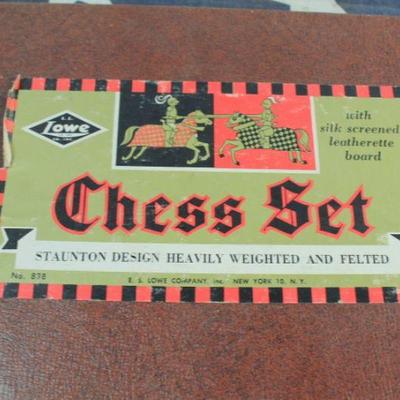 E. S.
Lowe
with
silk screened
leatherette
board
Chess Set
STAUNTON DESIGN HEAVILY WEIGHTED AND FELTED
No. 838
E. S. LOWE COMPANY, Inc. NEW YORK 10, N. Y.